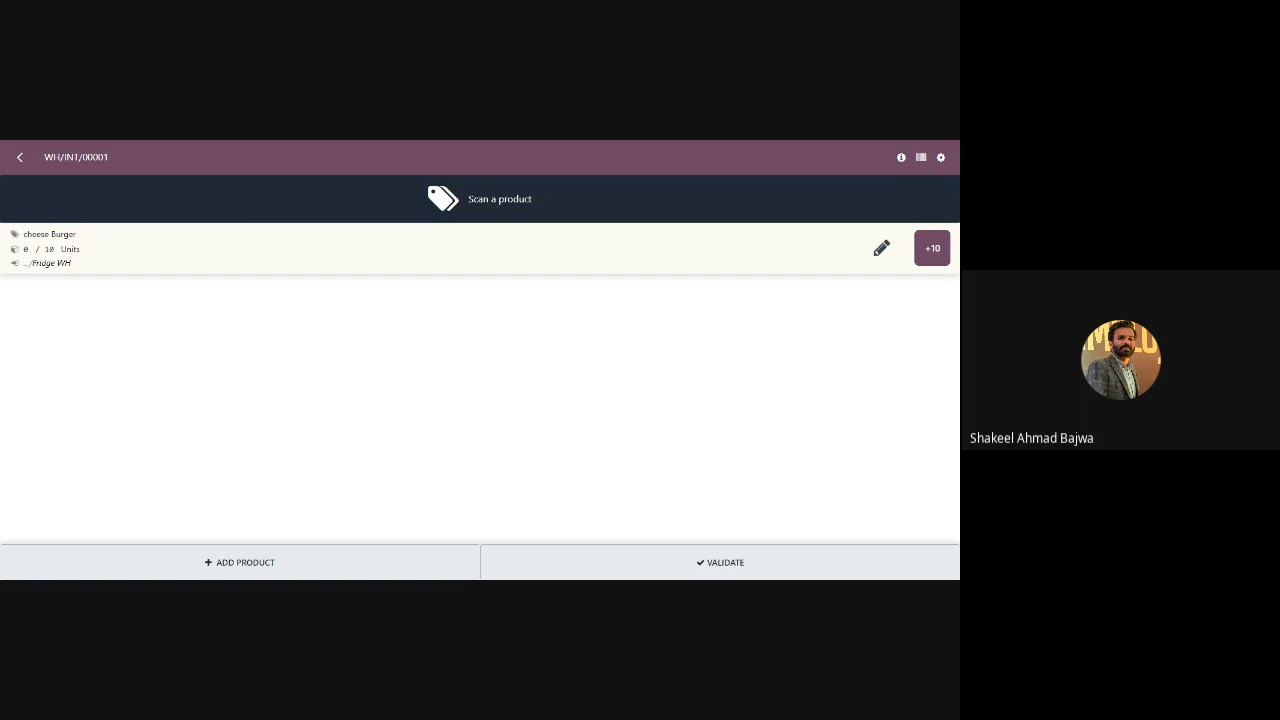 WH/INT/00001
Scan a product
cheese Burger
0 / 10 Units
.../Fridge WH
+10
ADD PRODUCT
VALIDATE
Shakeel Ahmad Bajwa